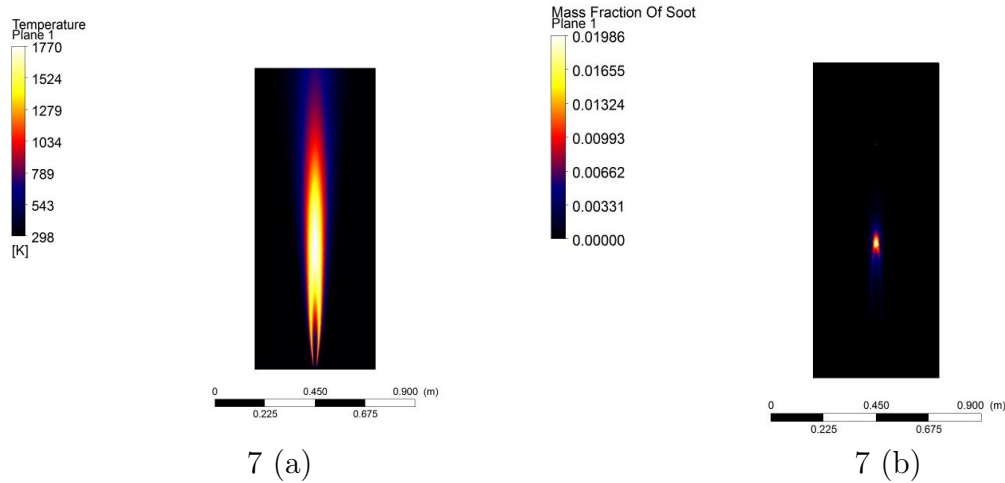 Temperature
Plane 1
1770
1524
1279
1034
789
543
298
[K]
0 0.450 0.900 (m)
0.225 0.675
7 (a)
Mass Fraction Of Soot
Plane 1
0.01986
0.01655
0.01324
0.00993
0.00662
0.00331
0.00000
0 0.450 0.900 (m)
0.225 0.675
7 (b)